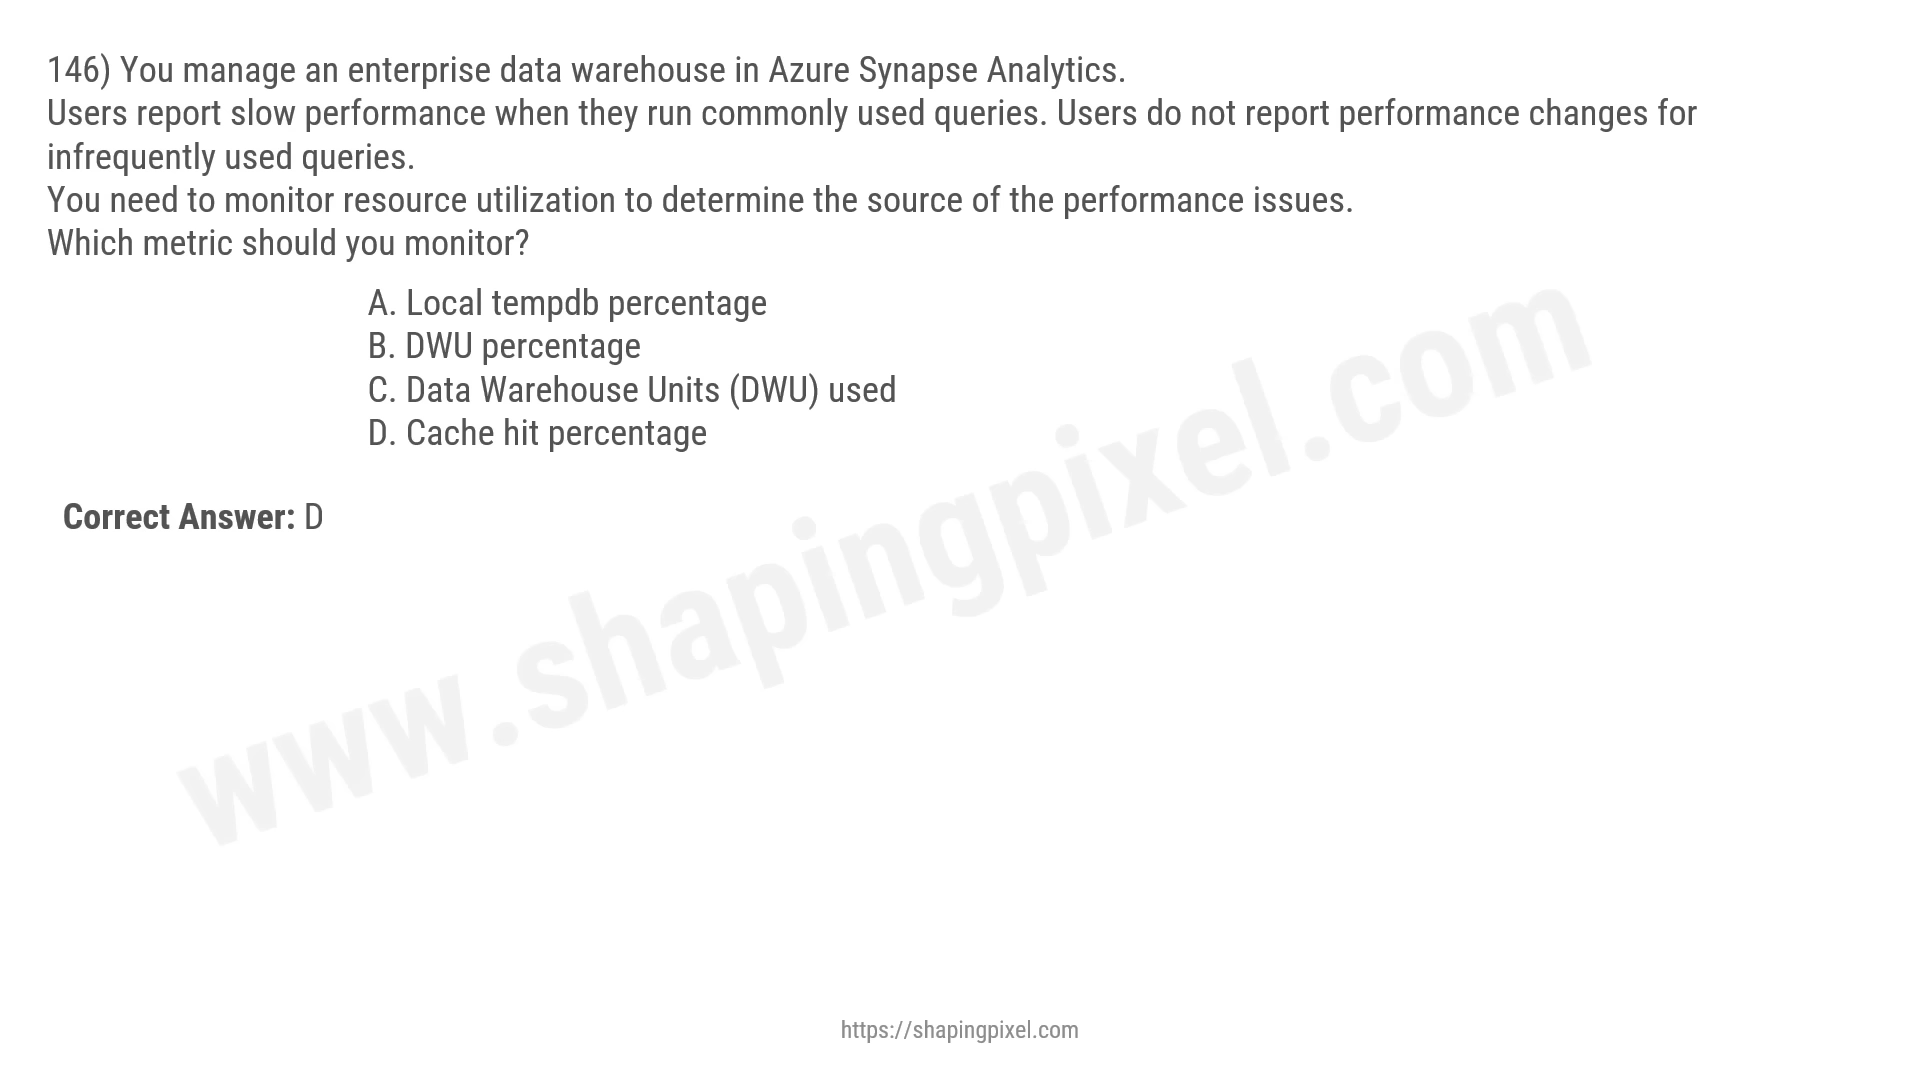 146) You manage an enterprise data warehouse in Azure Synapse Analytics.
Users report slow performance when they run commonly used queries. Users do not report performance changes for
infrequently used queries.
You need to monitor resource utilization to determine the source of the performance issues.
Which metric should you monitor?
A. Local tempdb percentage
B. DWU percentage
C. Data Warehouse Units (DWU) used
D. Cache hit percentage
Correct Answer: D
www.shapingpixel.com
https://shapingpixel.com